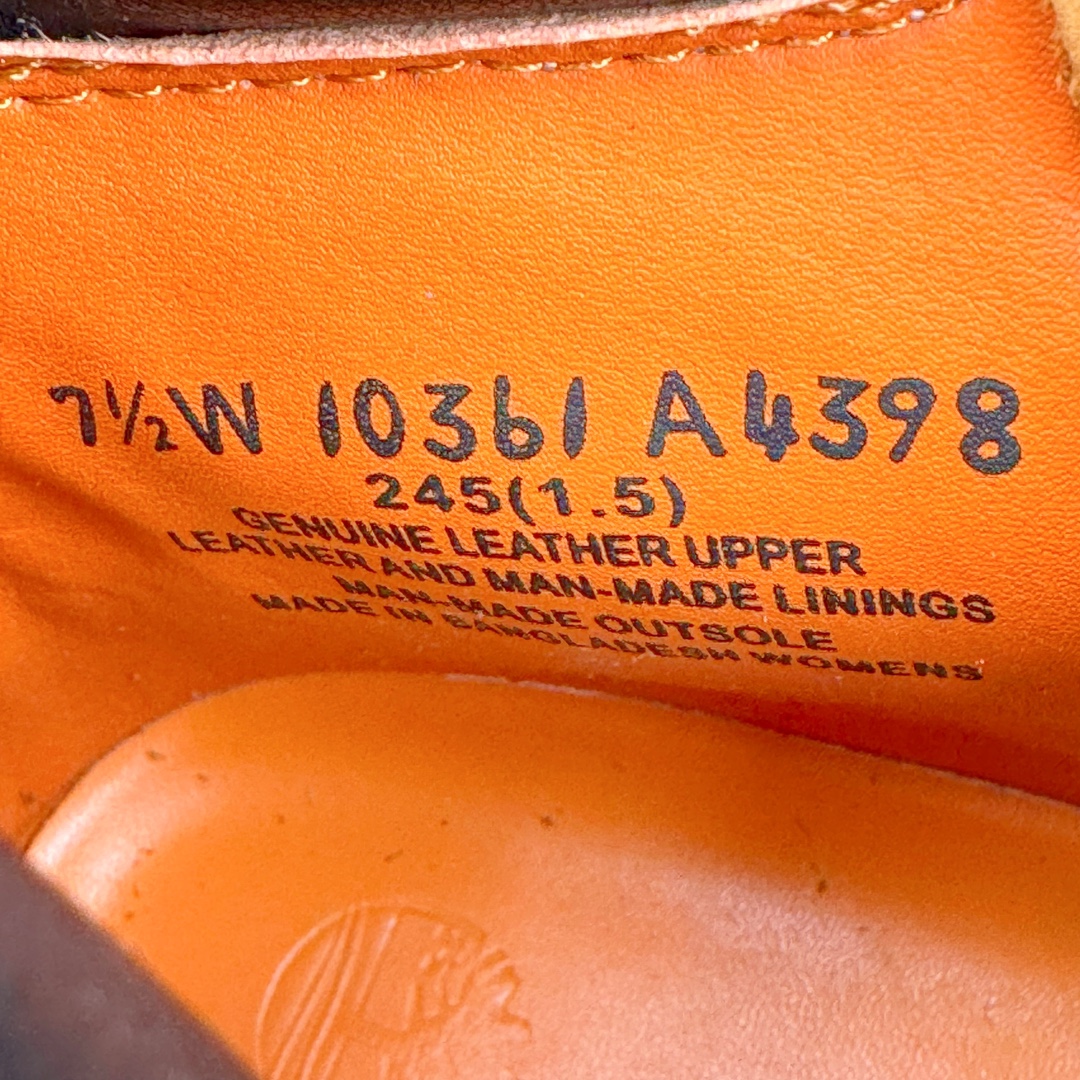 7½W 10361 A4398
245(1.5)
GENUINE LEATHER UPPER
LEATHER AND MAN-MADE LININGS
MAN-MADE OUTSOLE
MADE IN BANGLADESH WOMENS